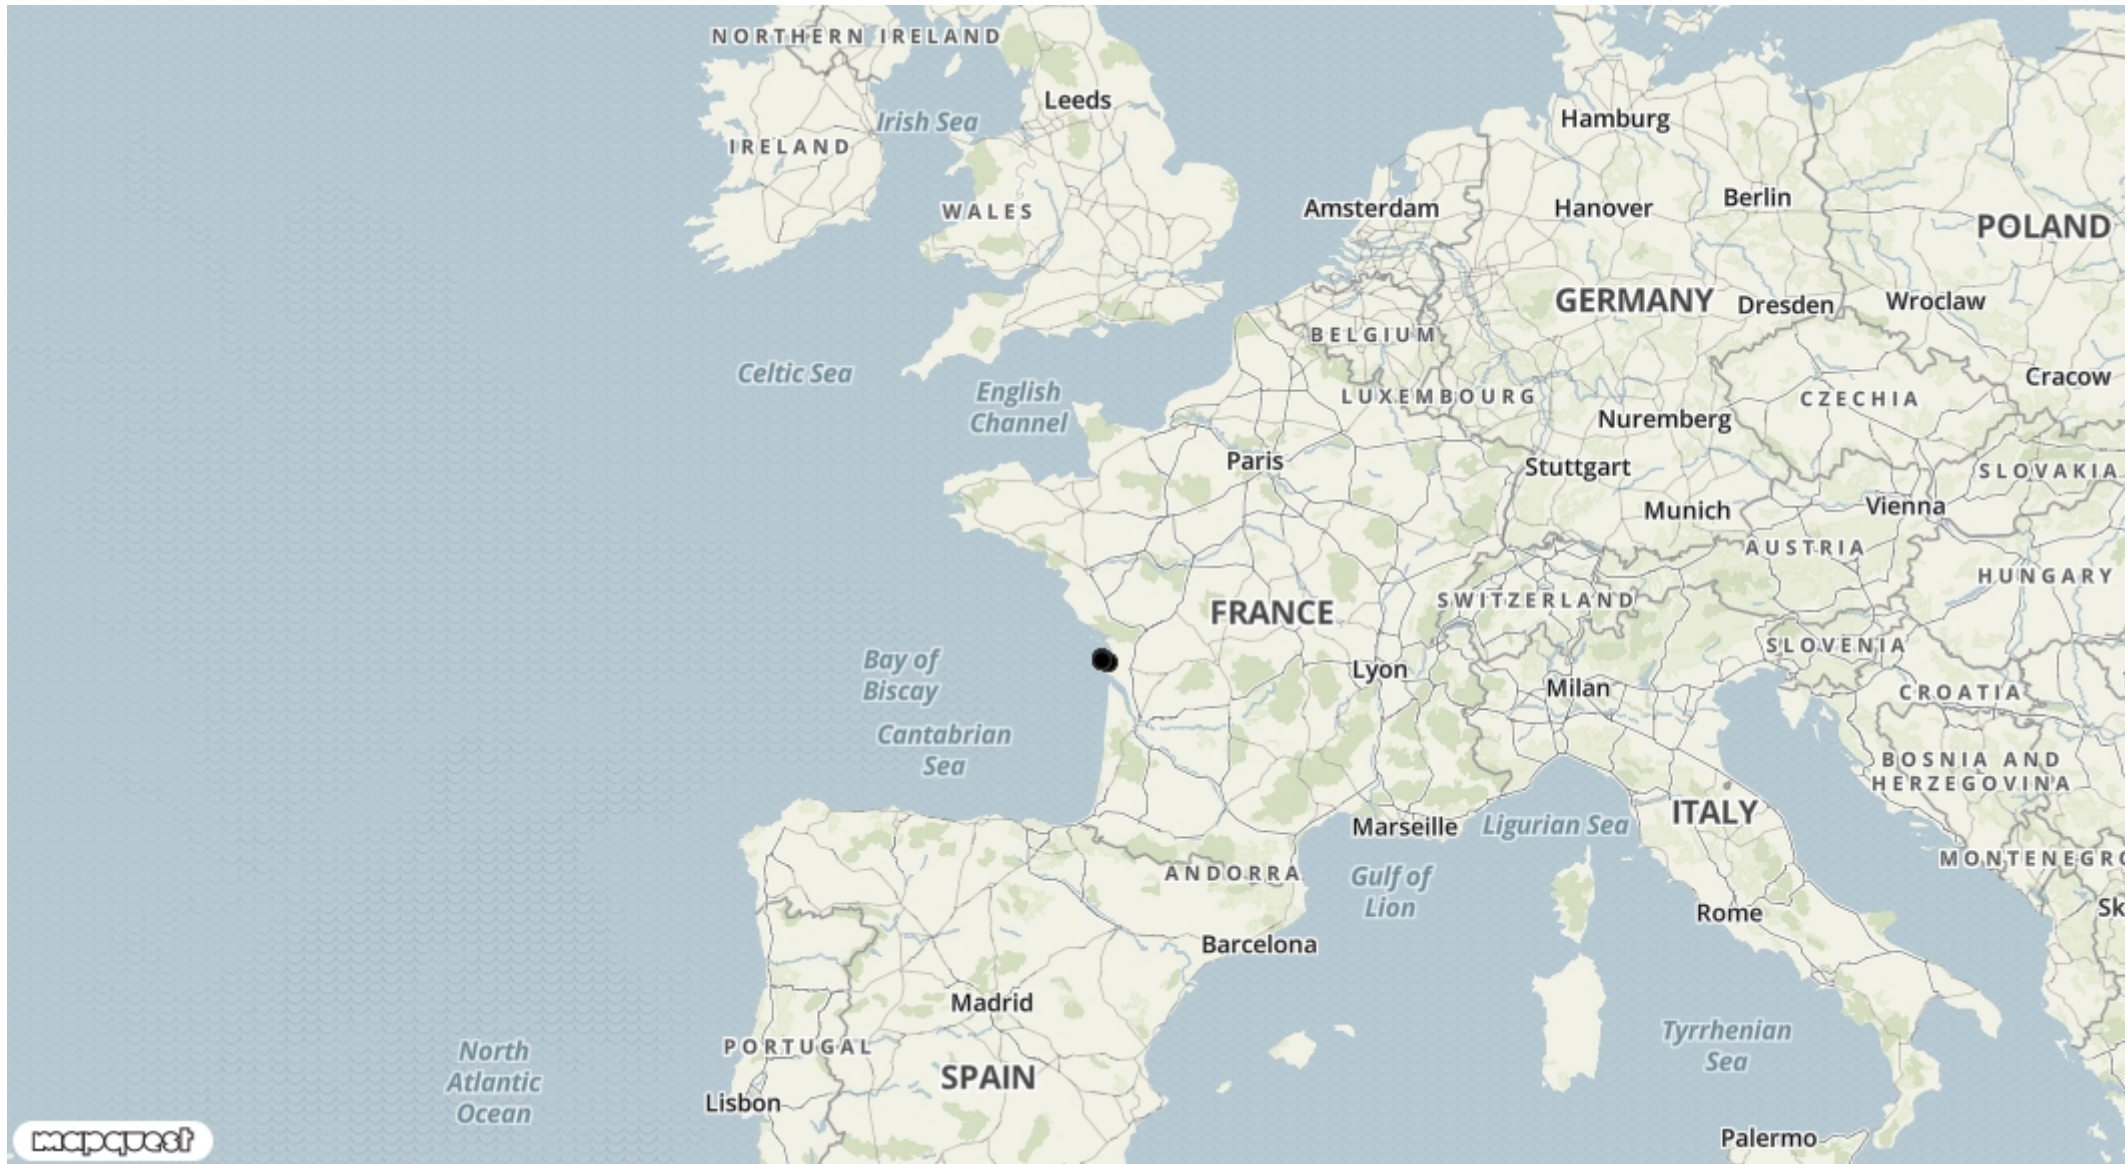 NORTHERN IRELAND
Leeds
Irish Sea
IRELAND
Hamburg
WALES
Amsterdam
Hanover
Berlin
POLAND
GERMANY
Dresden
Wroclaw
BELGIUM
Celtic Sea
English
Channel
LUXEMBOURG
Cracow
CZECHIA
Nuremberg
Paris
Stuttgart
SLOVAKIA
Munich
Vienna
AUSTRIA
HUNGARY
FRANCE
SWITZERLAND
SLOVENIA
Bay of
Biscay
Lyon
Milan
CROATIA
Cantabrian
Sea
BOSNIA AND
HERZEGOVINA
ITALY
Marseille
Ligurian Sea
MONTENEGRO
ANDORRA
Gulf of
Lion
Rome
Sk
Barcelona
Madrid
PORTUGAL
Tyrrhenian
Sea
North
Atlantic
Ocean
SPAIN
Lisbon
Palermo
mapquest